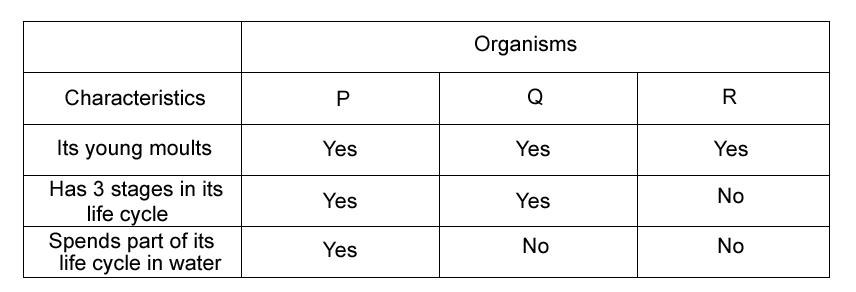 Organisms
Characteristics P Q R
Its young moults Yes Yes Yes
Has 3 stages in its
life cycle Yes Yes No
Spends part of its
life cycle in water Yes No No